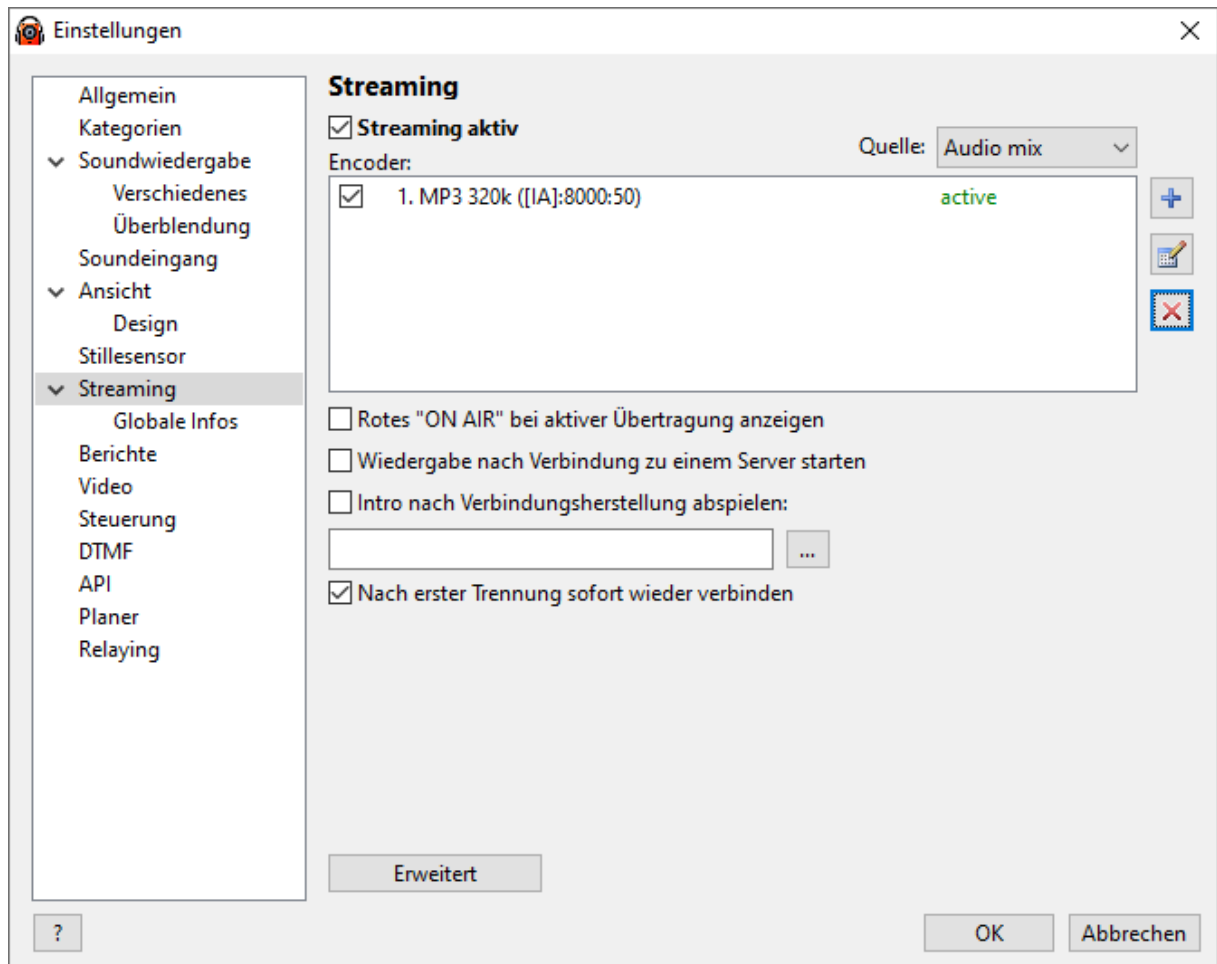 Einstellungen
Allgemein
Kategorien
Soundwiedergabe
Verschiedenes
Überblendung
Soundeingang
Ansicht
Design
Stillesensor
Streaming
Globale Infos
Berichte
Video
Steuerung
DTMF
API
Planer
Relaying
Streaming
Streaming aktiv
Quelle: Audio mix
Encoder:
1. MP3 320k ([IA]:8000:50) active
Rotes "ON AIR" bei aktiver Übertragung anzeigen
Wiedergabe nach Verbindung zu einem Server starten
Intro nach Verbindungsherstellung abspielen:
...
Nach erster Trennung sofort wieder verbinden
Erweitert
? OK Abbrechen